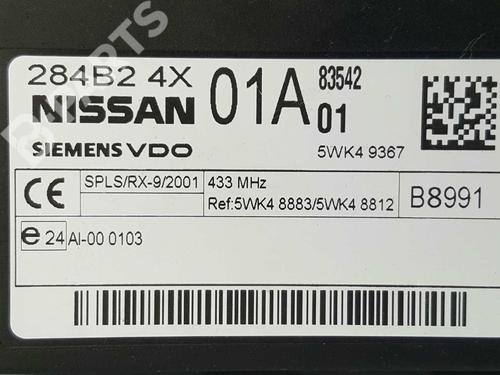 284B2 4X 01A 83542
NISSAN 01
SIEMENS VDO 5WK4 9367
CE SPLS/RX-9/2001 433 MHz B8991
Ref:5WK4 8883/5WK4 8812
e 24 AI-00 0103